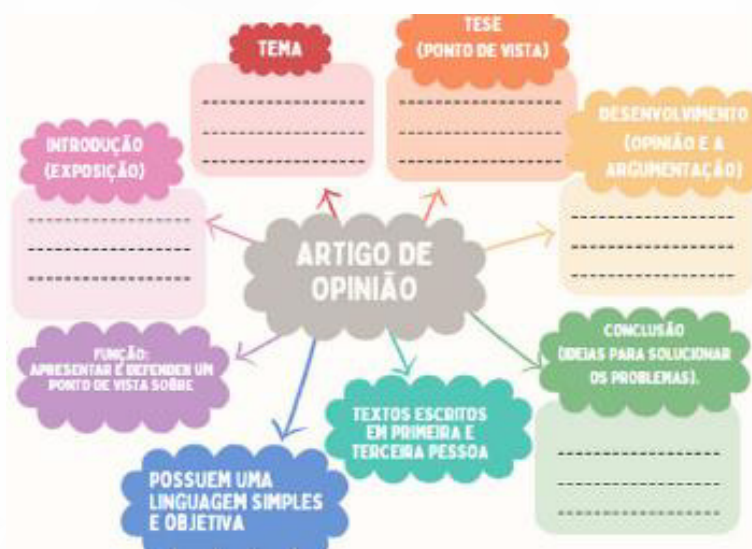 TEMA
TESE
(PONTO DE VISTA)
INTRODUÇÃO
(EXPOSIÇÃO)
DESENVOLVIMENTO
(OPINIÃO E A
ARGUMENTAÇÃO)
ARTIGO DE
OPINIÃO
FUNÇÃO:
APRESENTAR E DEFENDER UM
PONTO DE VISTA SOBRE
CONCLUSÃO
(IDEIAS PARA SOLUCIONAR
OS PROBLEMAS).
TEXTOS ESCRITOS
EM PRIMEIRA E
TERCEIRA PESSOA
POSSUEM UMA
LINGUAGEM SIMPLES
E OBJETIVA